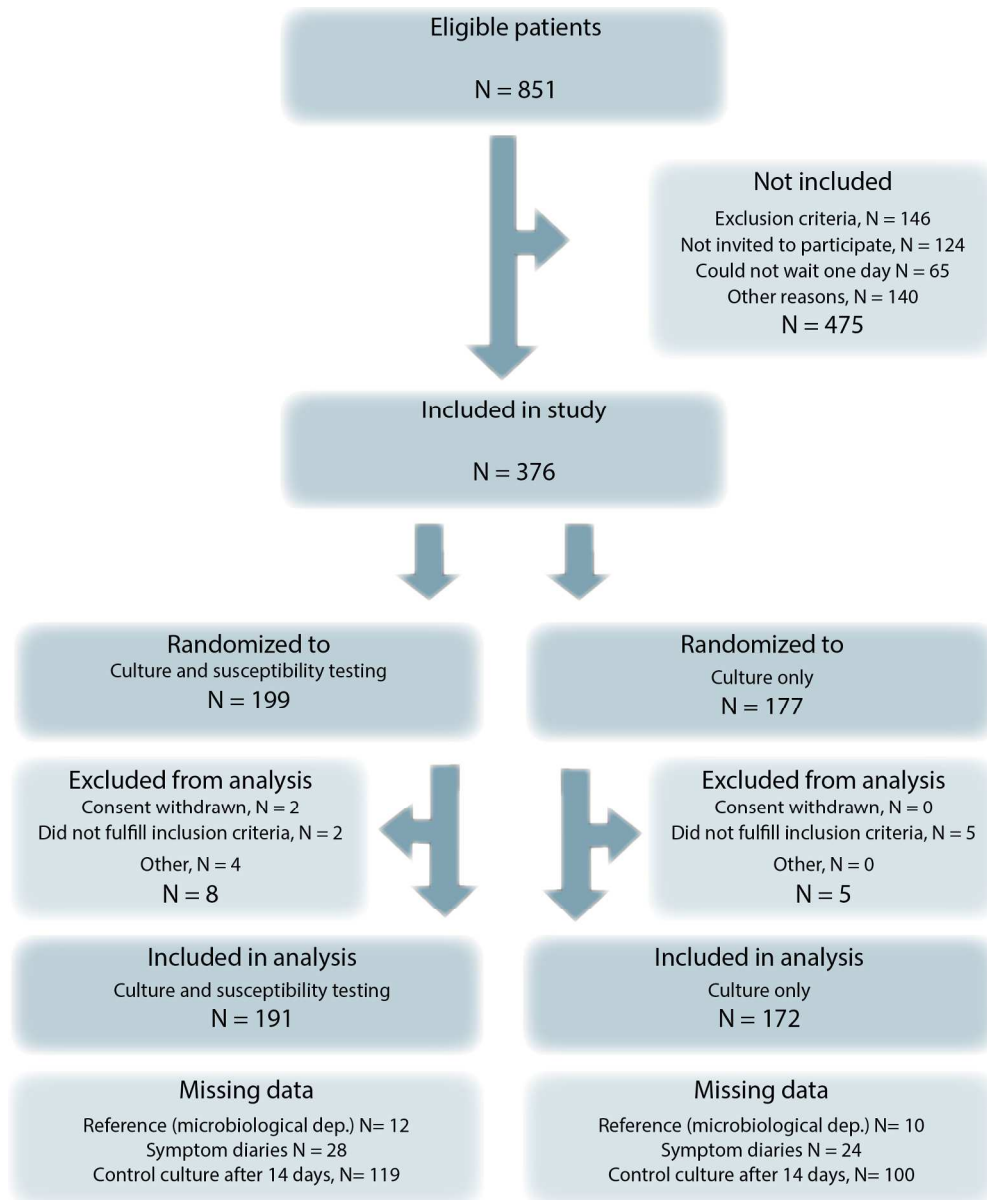 Eligible patients
N = 851
Not included
Exclusion criteria, N = 146
Not invited to participate, N = 124
Could not wait one day N = 65
Other reasons, N = 140
N = 475
Included in study
N = 376
Randomized to
Culture and susceptibility testing
N = 199
Randomized to
Culture only
N = 177
Excluded from analysis
Consent withdrawn, N = 2
Did not fulfill inclusion criteria, N = 2
Other, N = 4
N = 8
Excluded from analysis
Consent withdrawn, N = 0
Did not fulfill inclusion criteria, N = 5
Other, N = 0
N = 5
Included in analysis
Culture and susceptibility testing
N = 191
Included in analysis
Culture only
N = 172
Missing data
Reference (microbiological dep.) N= 12
Symptom diaries N = 28
Control culture after 14 days, N= 119
Missing data
Reference (microbiological dep.) N= 10
Symptom diaries N = 24
Control culture after 14 days, N= 100